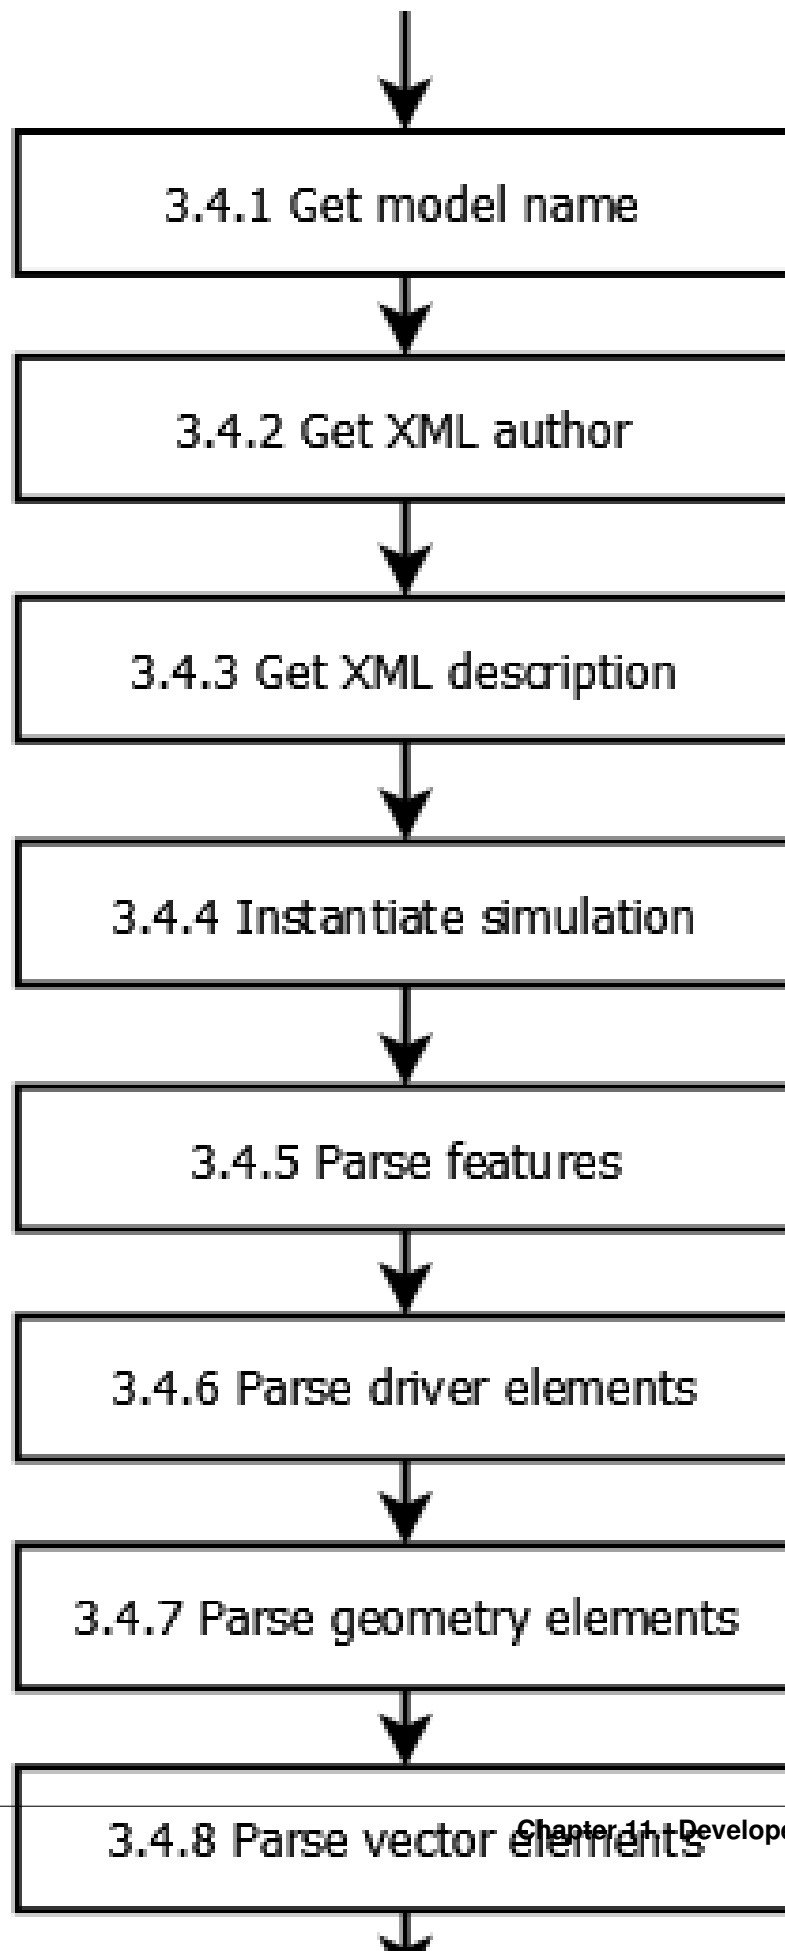 3.4.1 Get model name
3.4.2 Get XML author
3.4.3 Get XML description
3.4.4 Instantiate simulation
3.4.5 Parse features
3.4.6 Parse driver elements
3.4.7 Parse geometry elements
3.4.8 Parse vector elements
Chapter 11. Develope